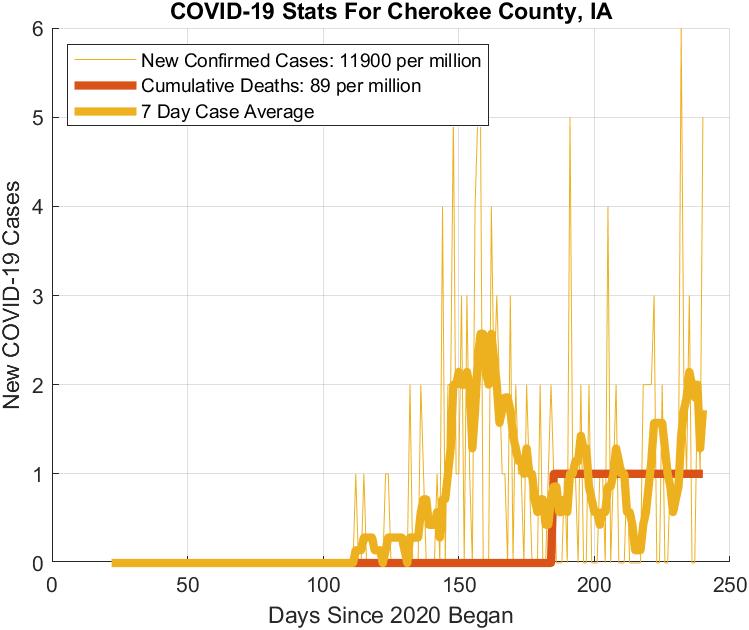 COVID-19 Stats For Cherokee County, IA
New Confirmed Cases: 11900 per million
Cumulative Deaths: 89 per million
7 Day Case Average
New COVID-19 Cases
6
5
4
3
2
1
0
0 50 100 150 200 250
Days Since 2020 Began